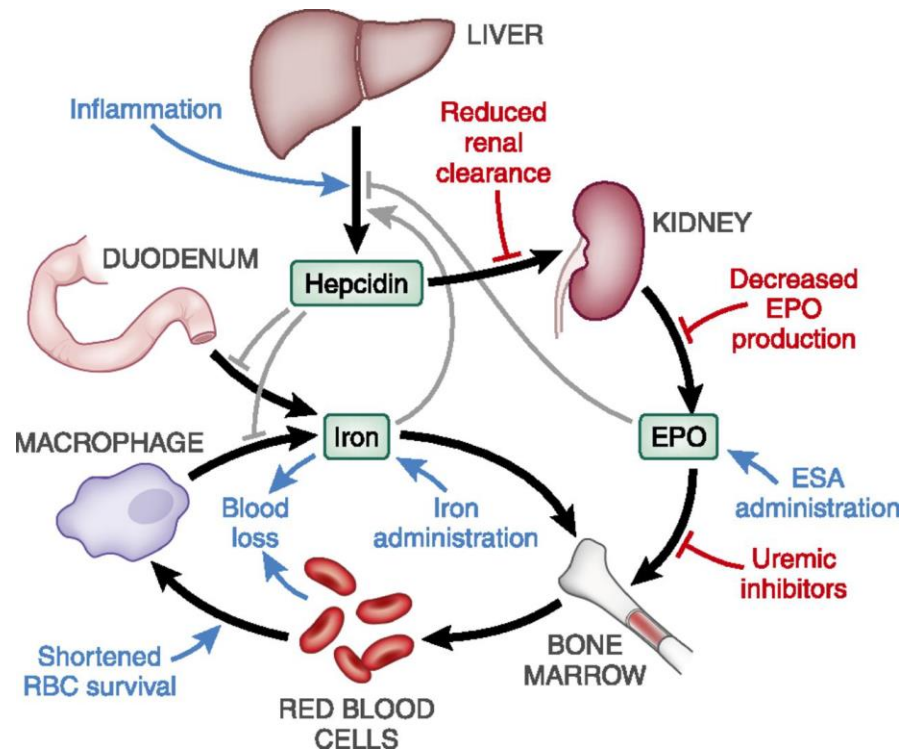 LIVER
Inflammation
Reduced
renal
clearance
KIDNEY
DUODENUM
Hepcidin
Decreased
EPO
production
MACROPHAGE
Iron
EPO
Blood
loss
Iron
administration
ESA
administration
Uremic
inhibitors
Shortened
RBC survival
BONE
MARROW
RED BLOOD
CELLS